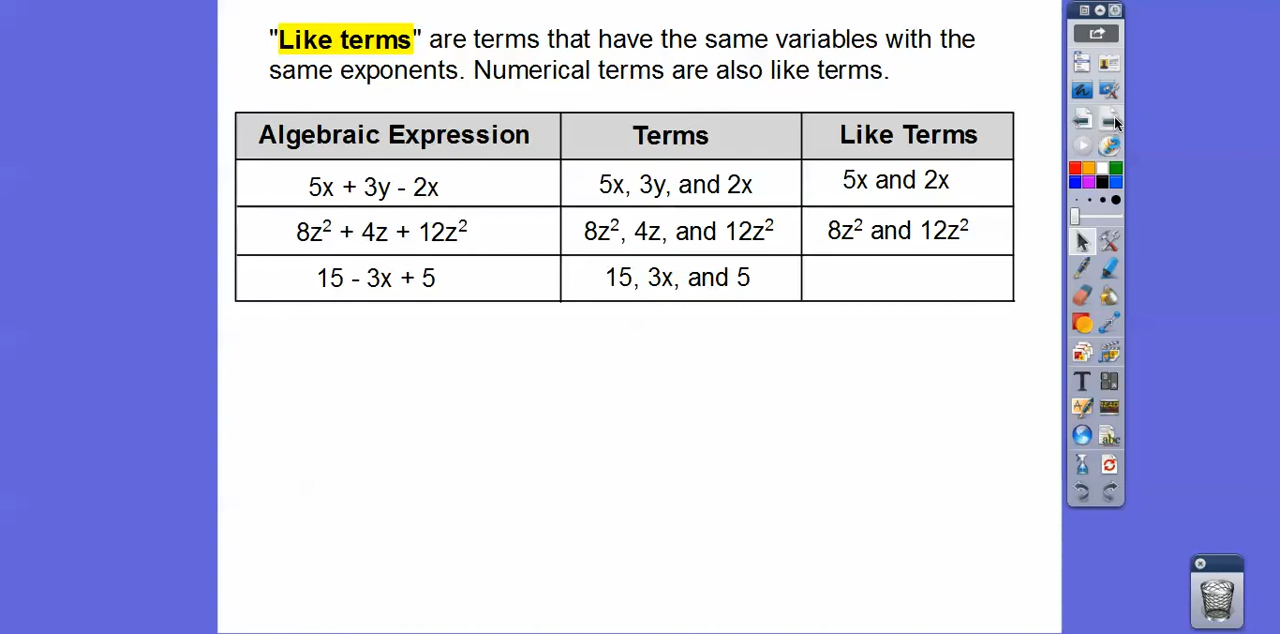 "Like terms" are terms that have the same variables with the
same exponents. Numerical terms are also like terms.
Algebraic Expression Terms Like Terms
5x + 3y - 2x 5x, 3y, and 2x 5x and 2x
8z² + 4z + 12z² 8z², 4z, and 12z² 8z² and 12z²
15 - 3x + 5 15, 3x, and 5